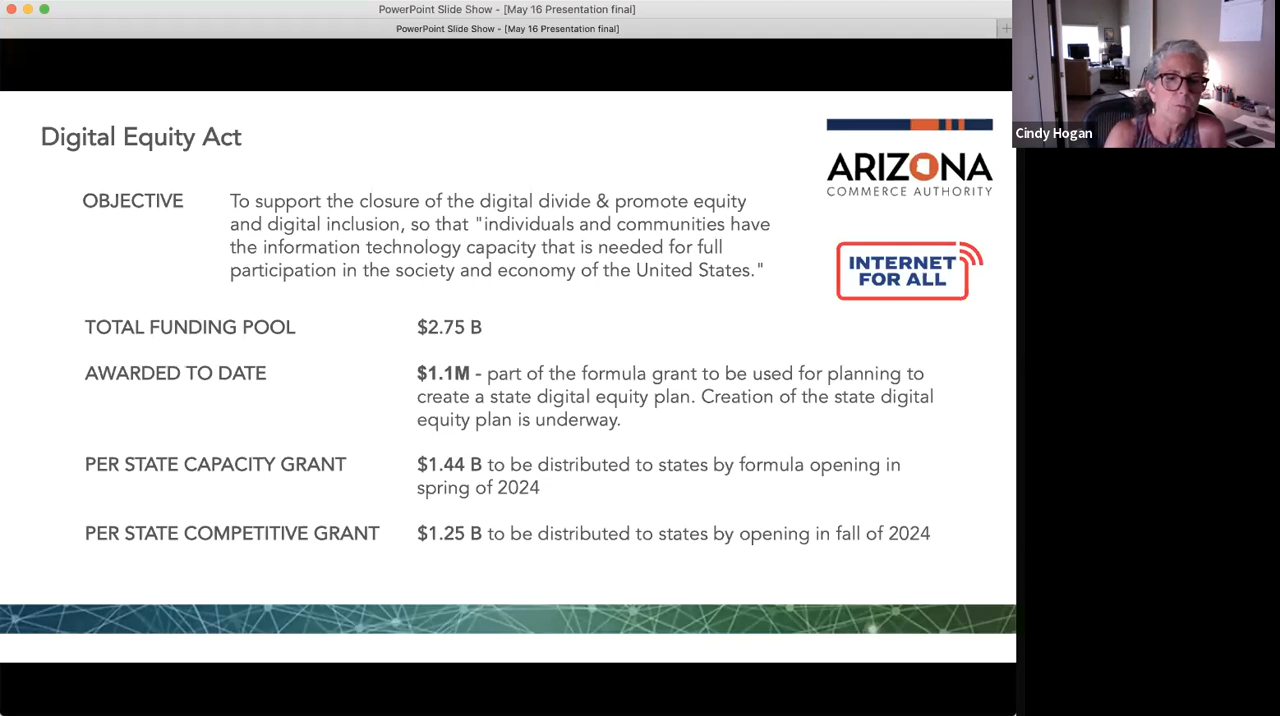 PowerPoint Slide Show - [May 16 Presentation final]
PowerPoint Slide Show - [May 16 Presentation final]
Cindy Hogan
Digital Equity Act
ARIZONA
COMMERCE AUTHORITY
OBJECTIVE
To support the closure of the digital divide & promote equity
and digital inclusion, so that "individuals and communities have
the information technology capacity that is needed for full
participation in the society and economy of the United States."
INTERNET
FOR ALL
TOTAL FUNDING POOL
$2.75 B
AWARDED TO DATE
$1.1M - part of the formula grant to be used for planning to
create a state digital equity plan. Creation of the state digital
equity plan is underway.
PER STATE CAPACITY GRANT
$1.44 B to be distributed to states by formula opening in
spring of 2024
PER STATE COMPETITIVE GRANT
$1.25 B to be distributed to states by opening in fall of 2024